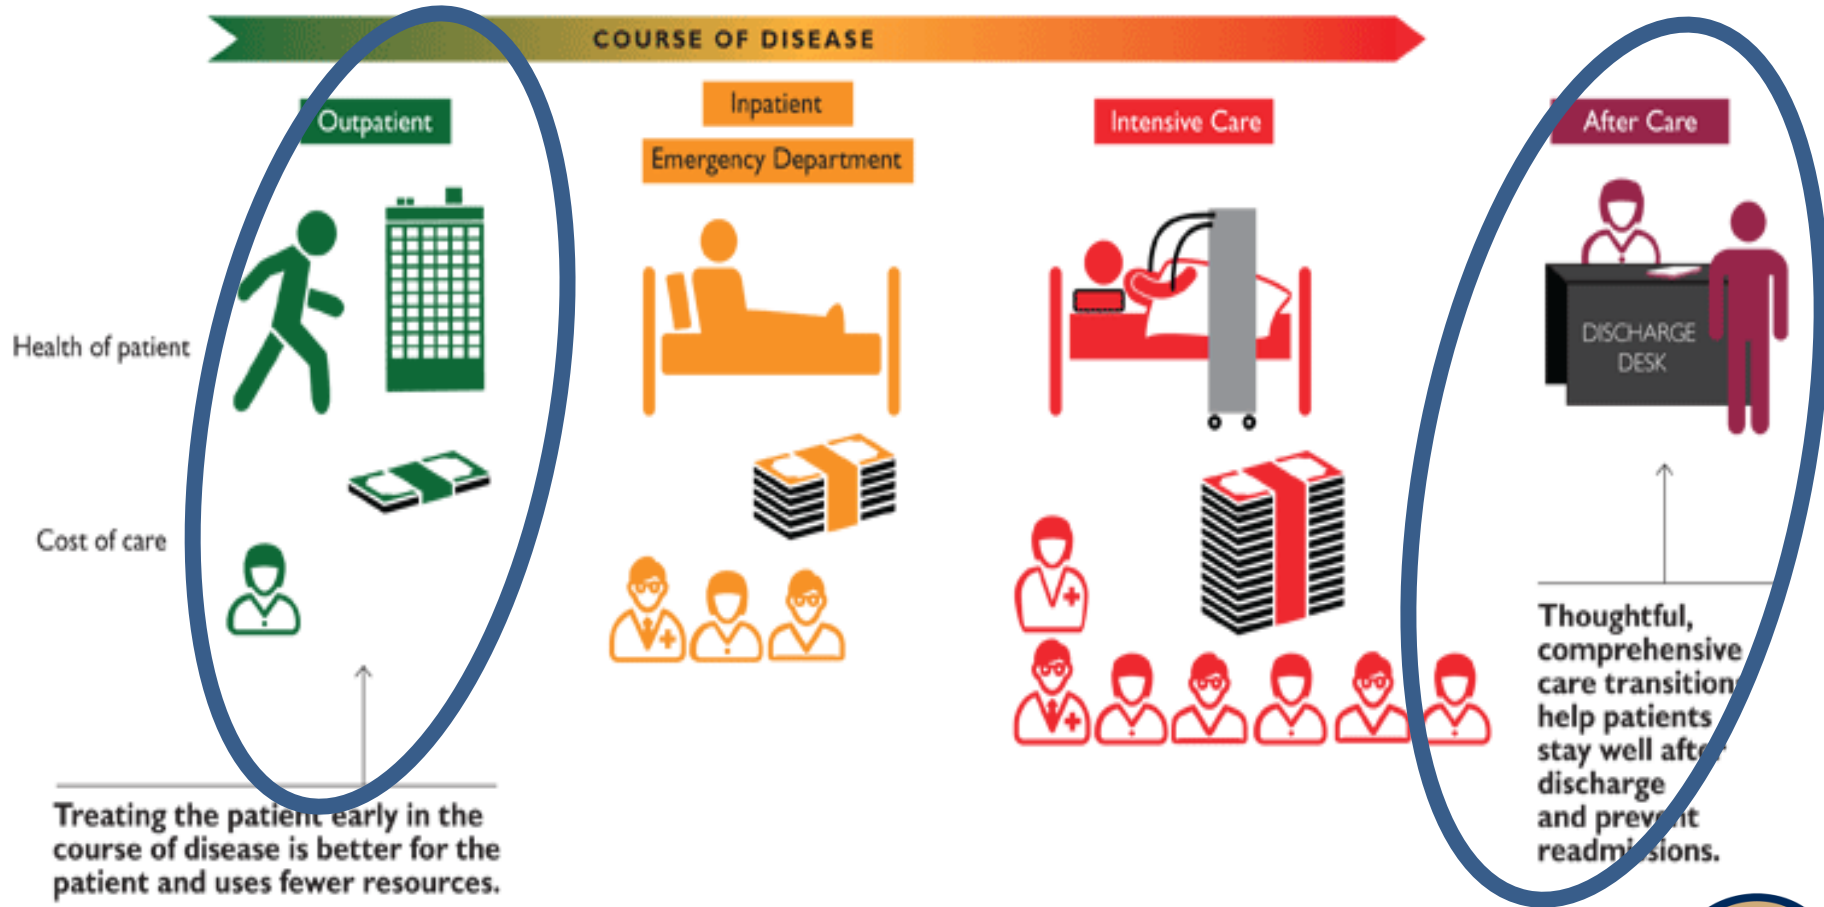 COURSE OF DISEASE
Outpatient
Inpatient
Emergency Department
Intensive Care
After Care
Health of patient
DISCHARGE
DESK
Cost of care
Treating the patient early in the
course of disease is better for the
patient and uses fewer resources.
Thoughtful,
comprehensive
care transitions
help patients
stay well after
discharge
and prevent
readmissions.